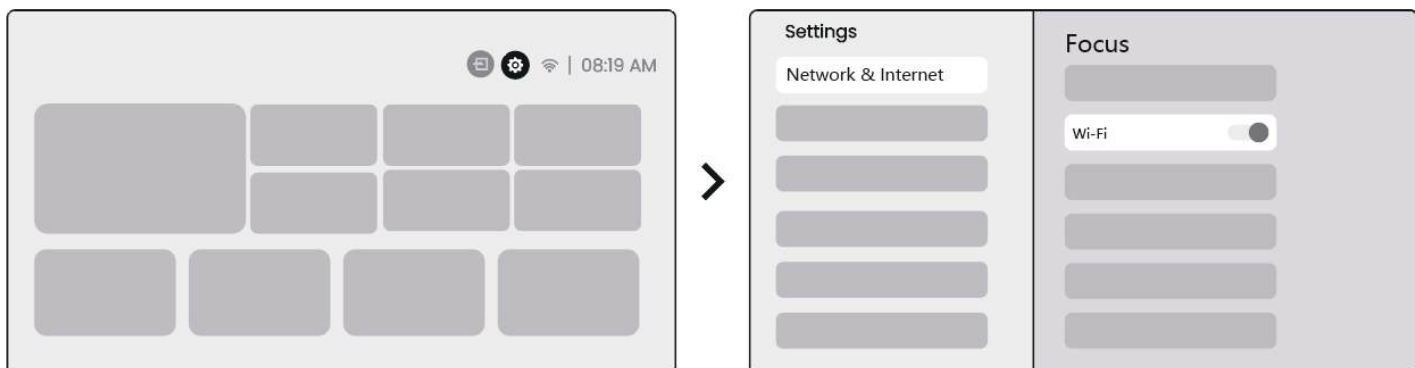 08:19 AM
Settings
Network & Internet
Focus
Wi-Fi